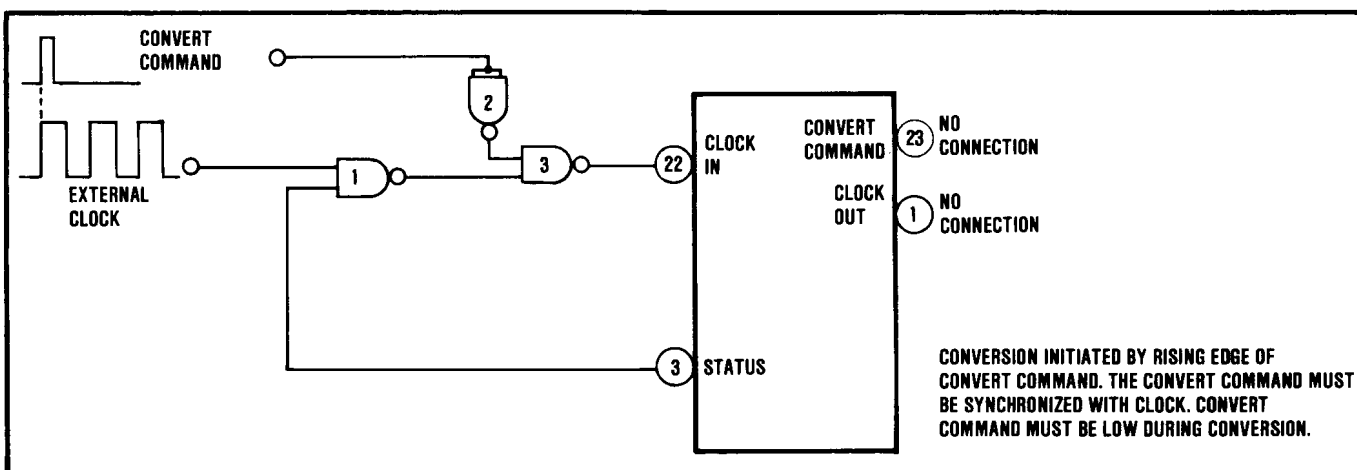 CONVERT
COMMAND
EXTERNAL
CLOCK
1
2
3
22
CLOCK
IN
3
STATUS
CONVERT
COMMAND
23
NO
CONNECTION
CLOCK
OUT
1
NO
CONNECTION
CONVERSION INITIATED BY RISING EDGE OF
CONVERT COMMAND. THE CONVERT COMMAND MUST
BE SYNCHRONIZED WITH CLOCK. CONVERT
COMMAND MUST BE LOW DURING CONVERSION.